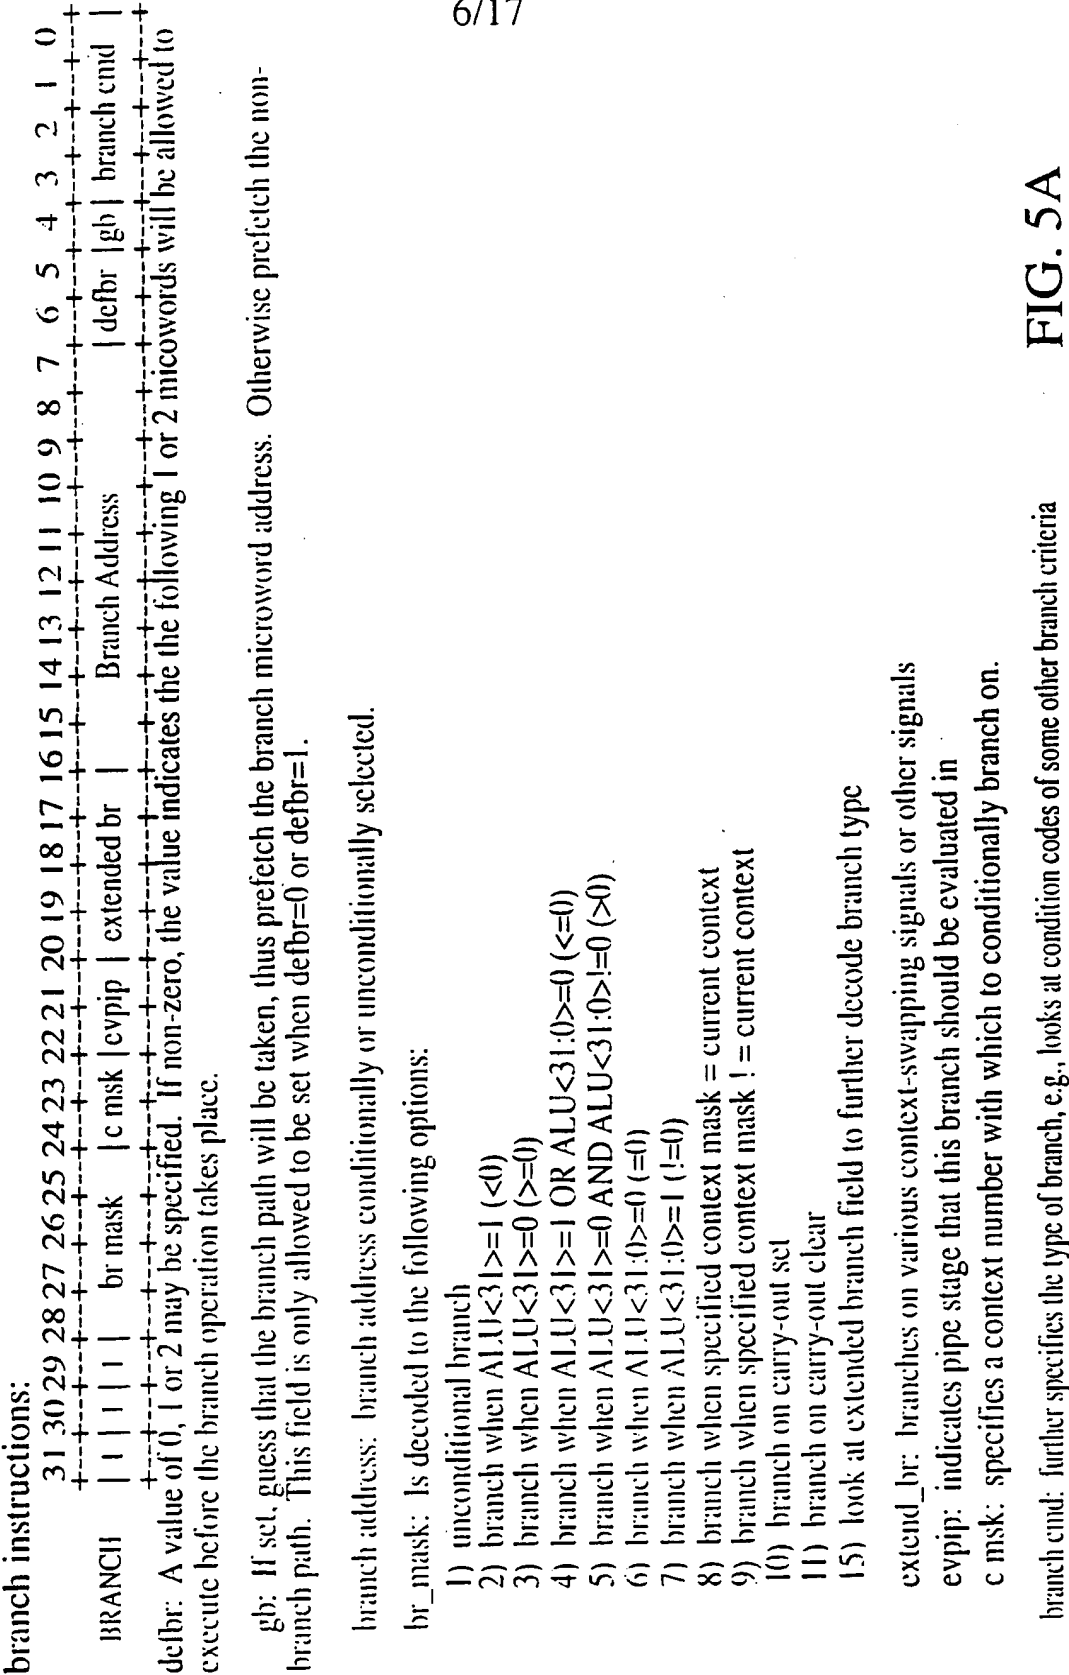 6/17
branch instructions:
31 30 29 28 27 26 25 24 23 22 21 20 19 18 17 16 15 14 13 12 11 10 9 8 7 6 5 4 3 2 1 0
BRANCH | 1 | 1 | 1 | br mask | c msk | evpip | extended br | Branch Address | defbr | gb | branch cmd |
defbr: A value of 0, 1 or 2 may be specified. If non-zero, the value indicates the the following 1 or 2 micowords will be allowed to
execute before the branch operation takes place.
gb: If set, guess that the branch path will be taken, thus prefetch the branch microword address. Otherwise prefetch the non-
branch path. This field is only allowed to be set when defbr=0 or defbr=1.
branch address: branch address conditionally or unconditionally selected.
br_mask: Is decoded to the following options:
1) unconditional branch
2) branch when ALU<31>=1 (<0)
3) branch when ALU<31>=0 (>=0)
4) branch when ALU<31>=1 OR ALU<31:0>=0 (<=0)
5) branch when ALU<31>=0 AND ALU<31:0>!=0 (>0)
6) branch when ALU<31:0>=0 (=0)
7) branch when ALU<31:0>=1 (!=0)
8) branch when specified context mask = current context
9) branch when specified context mask ! = current context
10) branch on carry-out set
11) branch on carry-out clear
15) look at extended branch field to further decode branch type
extend_br: branches on various context-swapping signals or other signals
evpip: indicates pipe stage that this branch should be evaluated in
c msk: specifies a context number with which to conditionally branch on.
branch cmd: further specifies the type of branch, e.g., looks at condition codes of some other branch criteria
FIG. 5A